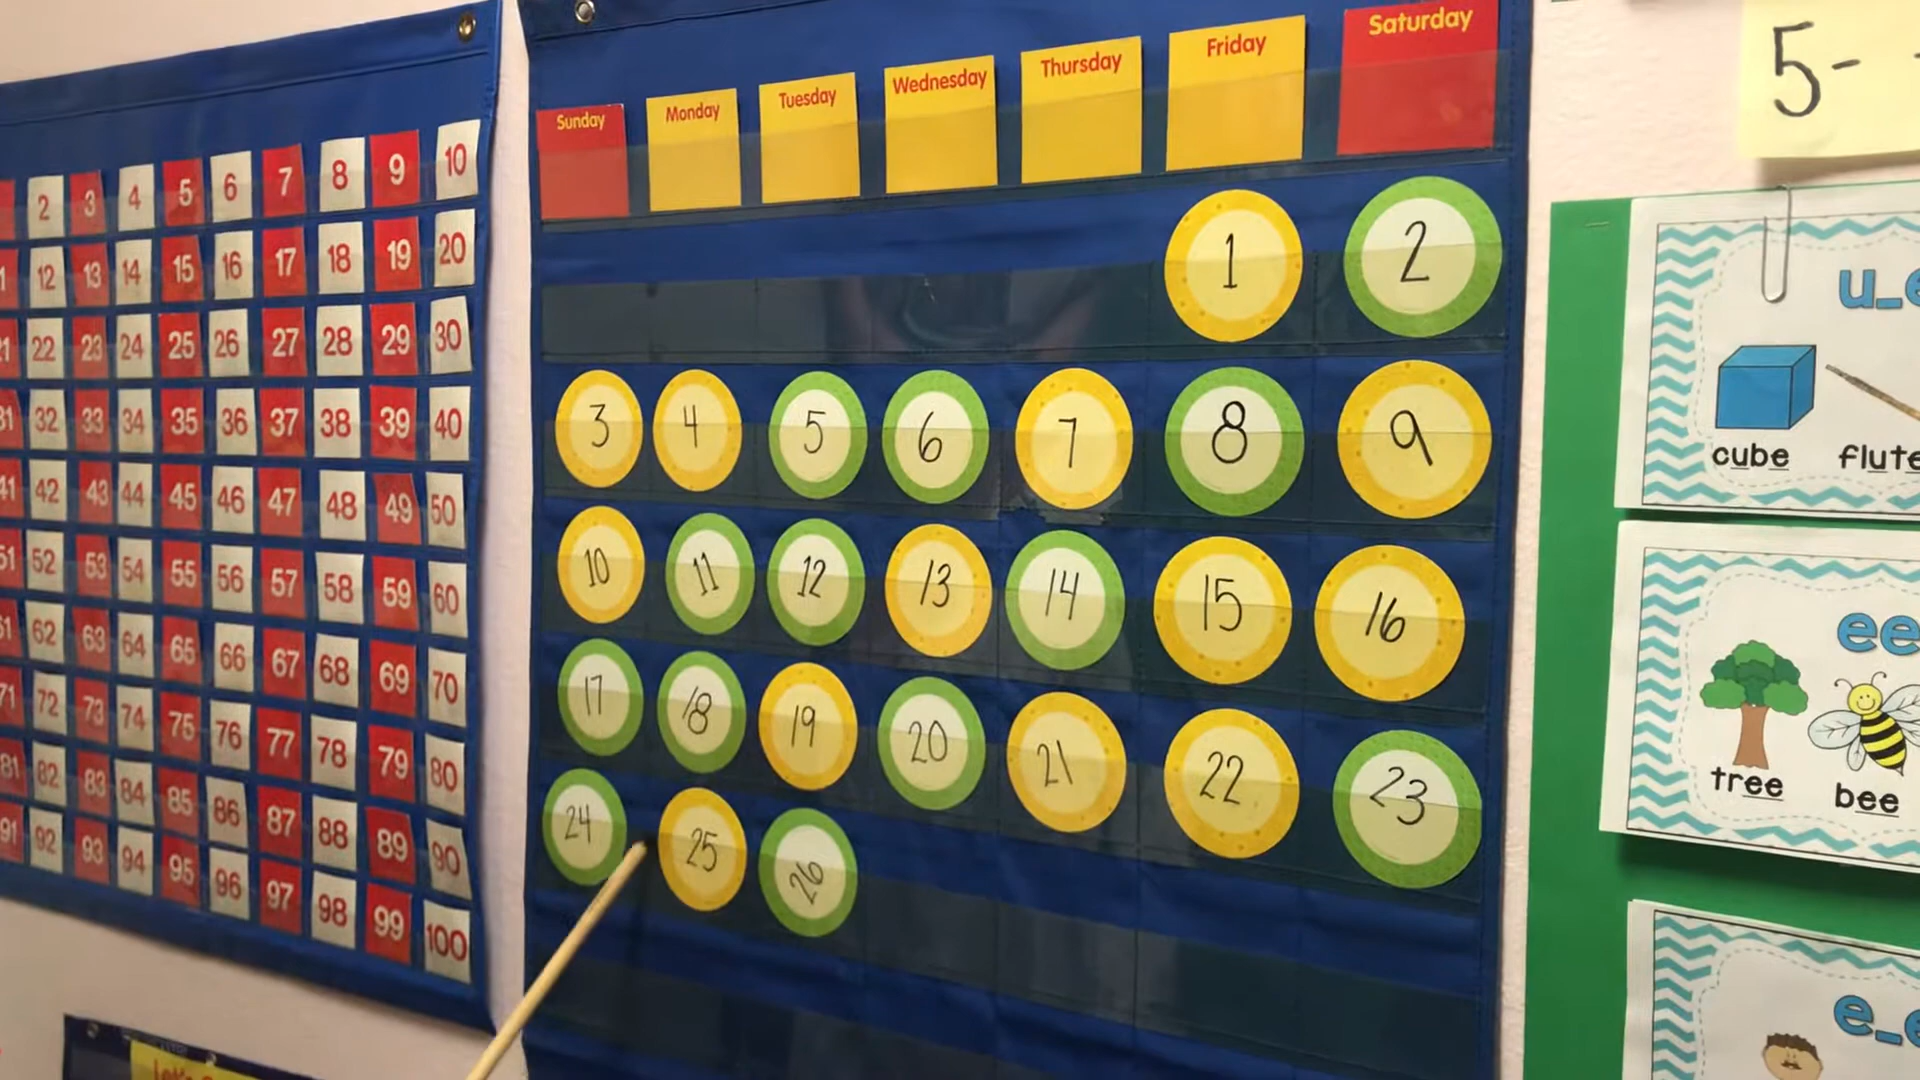 2 3 4 5 6 7 8 9 10
12 13 14 15 16 17 18 19 20
22 23 24 25 26 27 28 29 30
32 33 34 35 36 37 38 39 40
42 43 44 45 46 47 48 49 50
52 53 54 55 56 57 58 59 60
62 63 64 65 66 67 68 69 70
72 73 74 75 76 77 78 79 80
82 83 84 85 86 87 88 89 90
92 93 94 95 96 97 98 99 100
Sunday Monday Tuesday Wednesday Thursday Friday Saturday
1 2
3 4 5 6 7 8 9
10 11 12 13 14 15 16
17 18 19 20 21 22 23
24 25 26
5-
u_e
cube flute
ee
tree bee
e_e